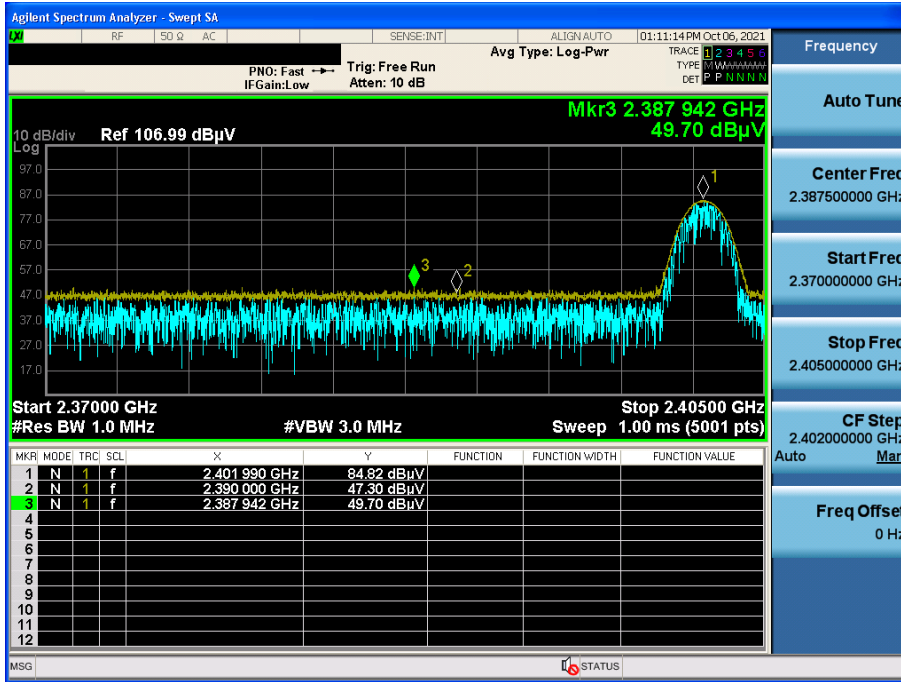 Agilent Spectrum Analyzer - Swept SA
LXI RF 50 Ω AC SENSE:INT ALIGN AUTO 01:11:14 PM Oct 06, 2021
Avg Type: Log-Pwr TRACE 1 2 3 4 5 6
PNO: Fast Trig: Free Run TYPE M W W W W W
IFGain:Low Atten: 10 dB DET P P N N N N
Mkr3 2.387 942 GHz
49.70 dBµV
10 dB/div Ref 106.99 dBµV
Log
97.0
87.0
77.0
67.0
57.0
47.0
37.0
27.0
17.0
1
2
3
Start 2.37000 GHz Stop 2.40500 GHz
#Res BW 1.0 MHz #VBW 3.0 MHz Sweep 1.00 ms (5001 pts)
MKR MODE TRC SCL X Y FUNCTION FUNCTION WIDTH FUNCTION VALUE
1 N 1 f 2.401 990 GHz 84.82 dBµV
2 N 1 f 2.390 000 GHz 47.30 dBµV
3 N 1 f 2.387 942 GHz 49.70 dBµV
4
5
6
7
8
9
10
11
12
MSG STATUS
Frequency
Auto Tune
Center Freq
2.387500000 GHz
Start Freq
2.370000000 GHz
Stop Freq
2.405000000 GHz
CF Step
2.402000000 GHz
Auto Man
Freq Offset
0 Hz